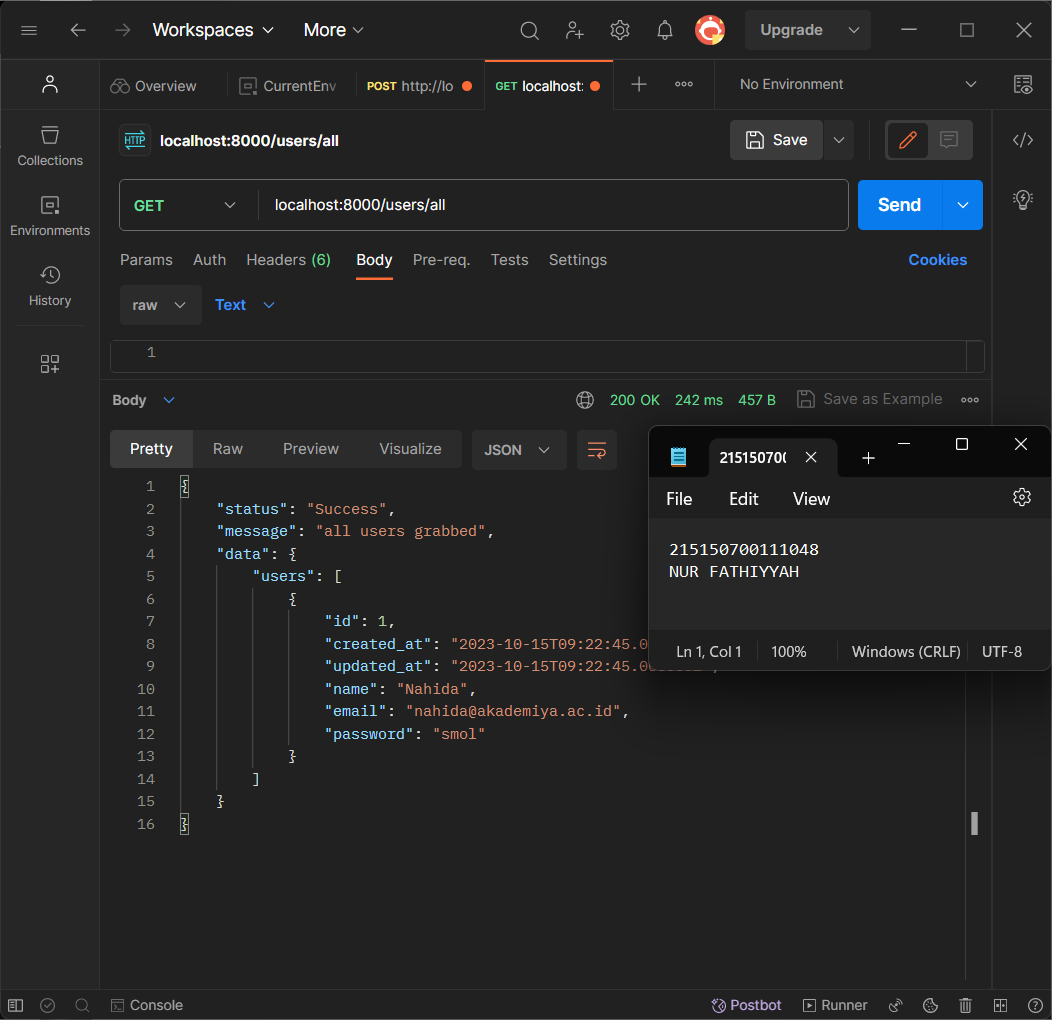 Workspaces More Upgrade
Overview CurrentEnv POST http://lo GET localhost: No Environment
HTTP localhost:8000/users/all Save
Collections
GET localhost:8000/users/all Send
Environments
Params Auth Headers (6) Body Pre-req. Tests Settings Cookies
History
raw Text
1
Body 200 OK 242 ms 457 B Save as Example
Pretty Raw Preview Visualize JSON
1 {
2 "status": "Success",
3 "message": "all users grabbed",
4 "data": {
5 "users": [
6 {
7 "id": 1,
8 "created_at": "2023-10-15T09:22:45.0
9 "updated_at": "2023-10-15T09:22:45.0
10 "name": "Nahida",
11 "email": "nahida@akademiya.ac.id",
12 "password": "smol"
13 }
14 ]
15 }
16 }
21515070
File Edit View
215150700111048
NUR FATHIYYAH
Ln 1, Col 1 100% Windows (CRLF) UTF-8
Console Postbot Runner